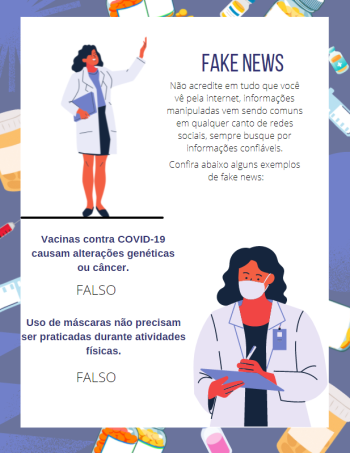 FAKE NEWS
Não acredite em tudo que você
vê pela internet, informações
manipuladas vem sendo comuns
em qualquer canto de redes
sociais, sempre busque por
informações confiáveis.
Confira abaixo alguns exemplos
de fake news:
Vacinas contra COVID-19
causam alterações genéticas
ou câncer.
FALSO
Uso de máscaras não precisam
ser praticadas durante atividades
físicas.
FALSO